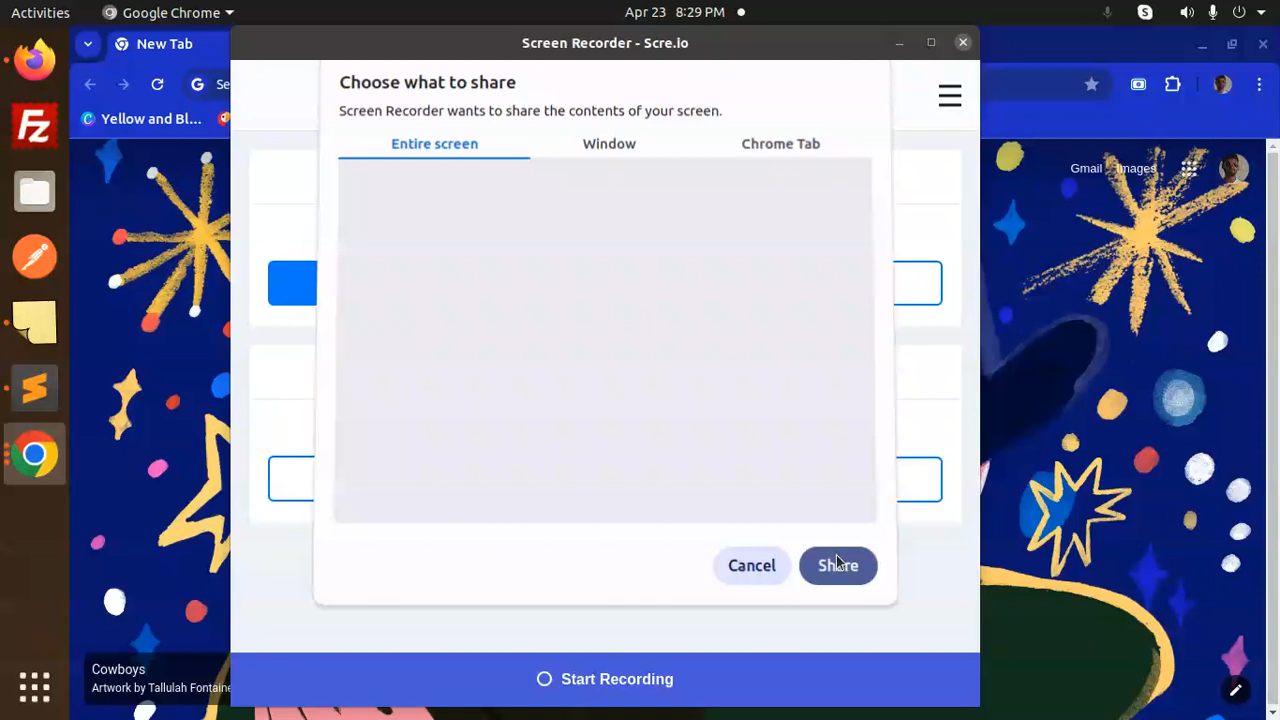 Activities
Google Chrome
Apr 23 8:29 PM
New Tab
Screen Recorder - Scre.io
Yellow and Bl...
Gmail
Images
Choose what to share
Screen Recorder wants to share the contents of your screen.
Entire screen
Window
Chrome Tab
Cancel
Share
Cowboys
Artwork by Tallulah Fontaine
Start Recording